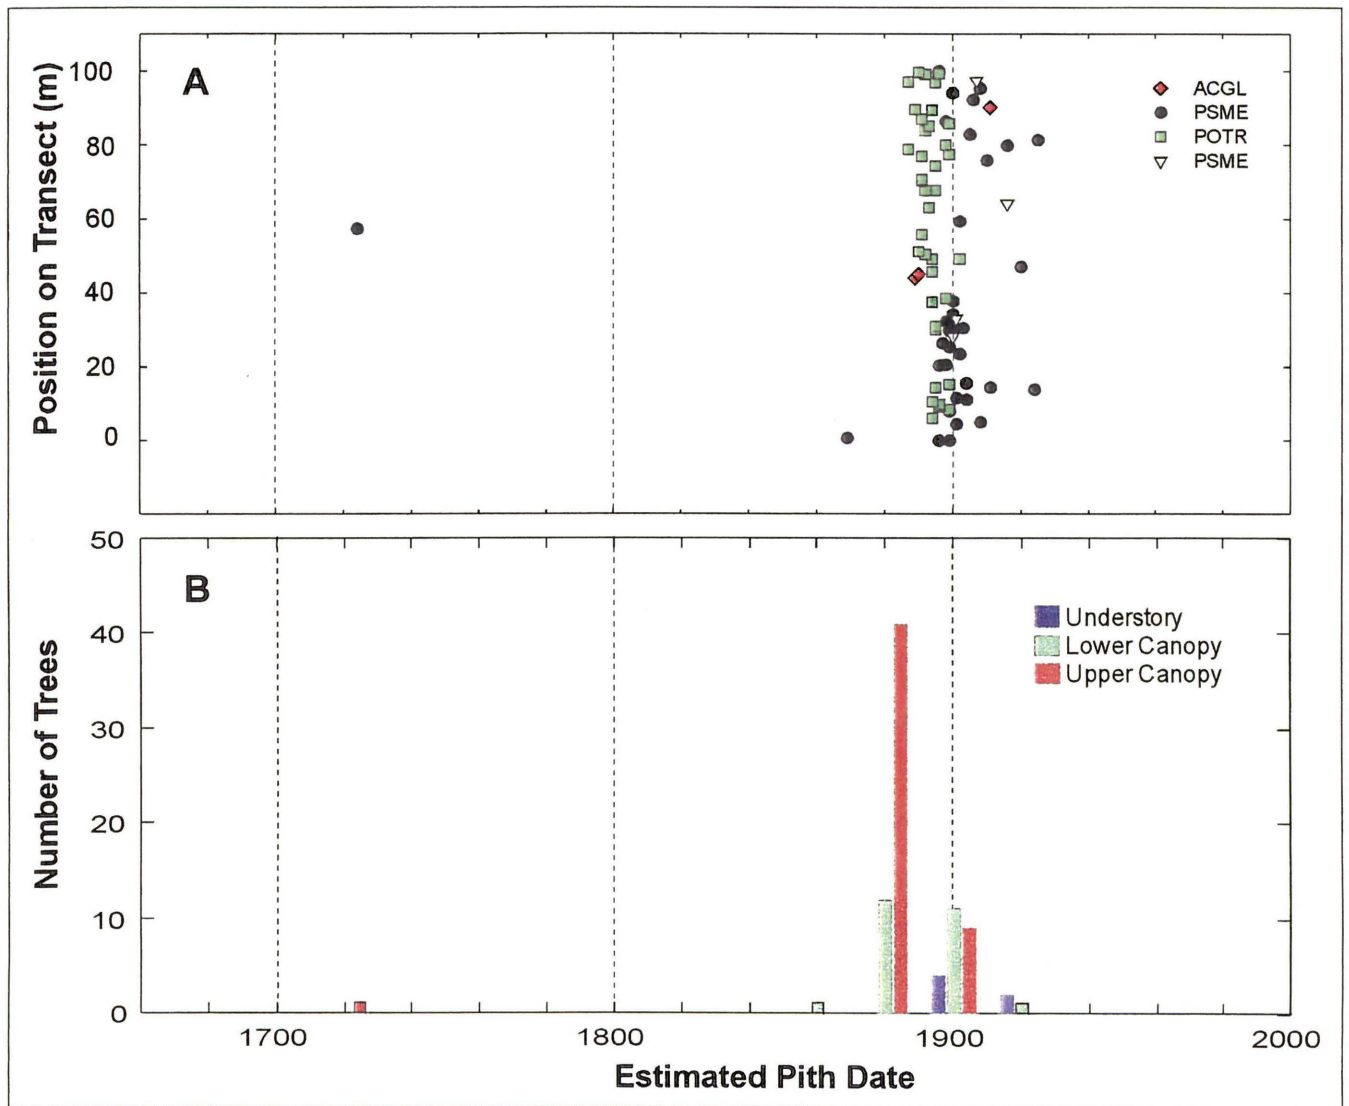 A
Position on Transect (m)
100
80
60
40
20
0
ACGL
PSME
POTR
PSME
B
Number of Trees
50
40
30
20
10
0
Understory
Lower Canopy
Upper Canopy
1700
1800
1900
2000
Estimated Pith Date